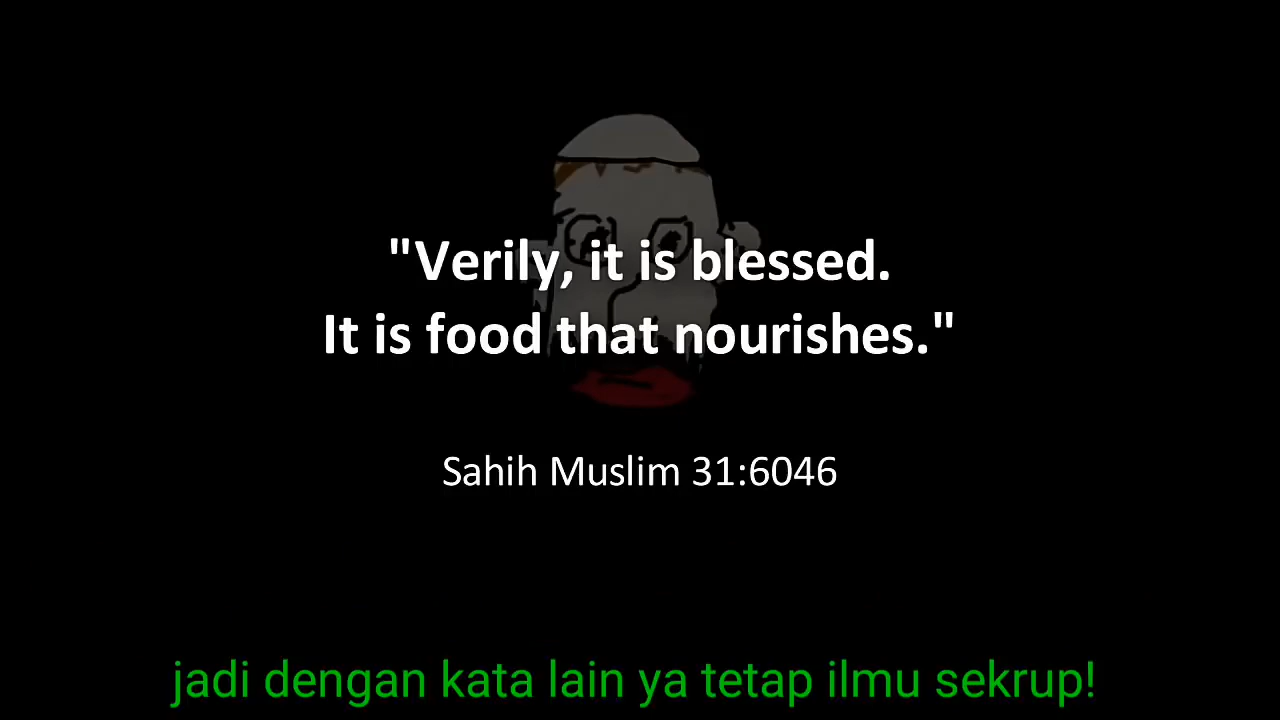 "Verily, it is blessed.
It is food that nourishes."
Sahih Muslim 31:6046
jadi dengan kata lain ya tetap ilmu sekrup!